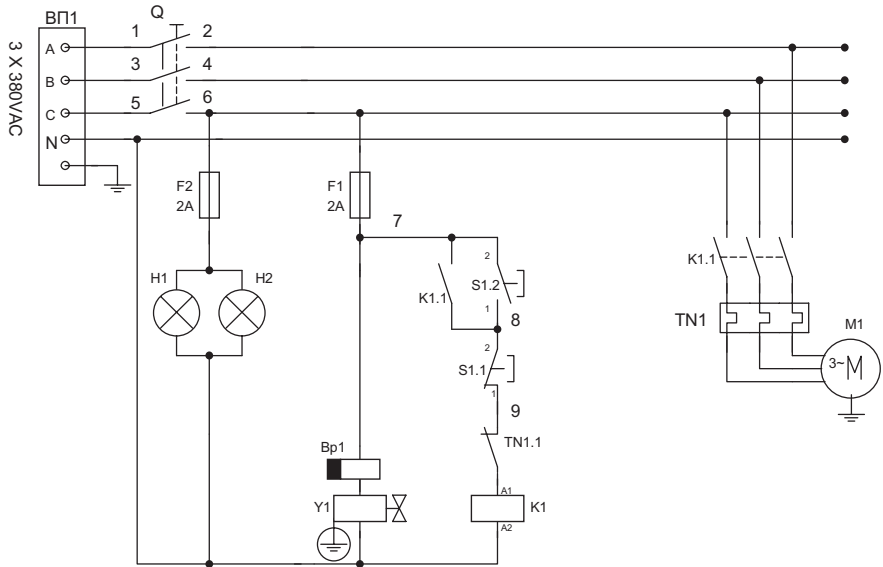 ВП1
3 X 380VAC
A
B
C
N
Q
1
2
3
4
5
6
F2
2A
F1
2A
7
H1
H2
K1.1
2
S1.2
1
8
2
S1.1
1
9
TN1.1
Bp1
Y1
A1
K1
A2
K1.1
TN1
M1
3~M